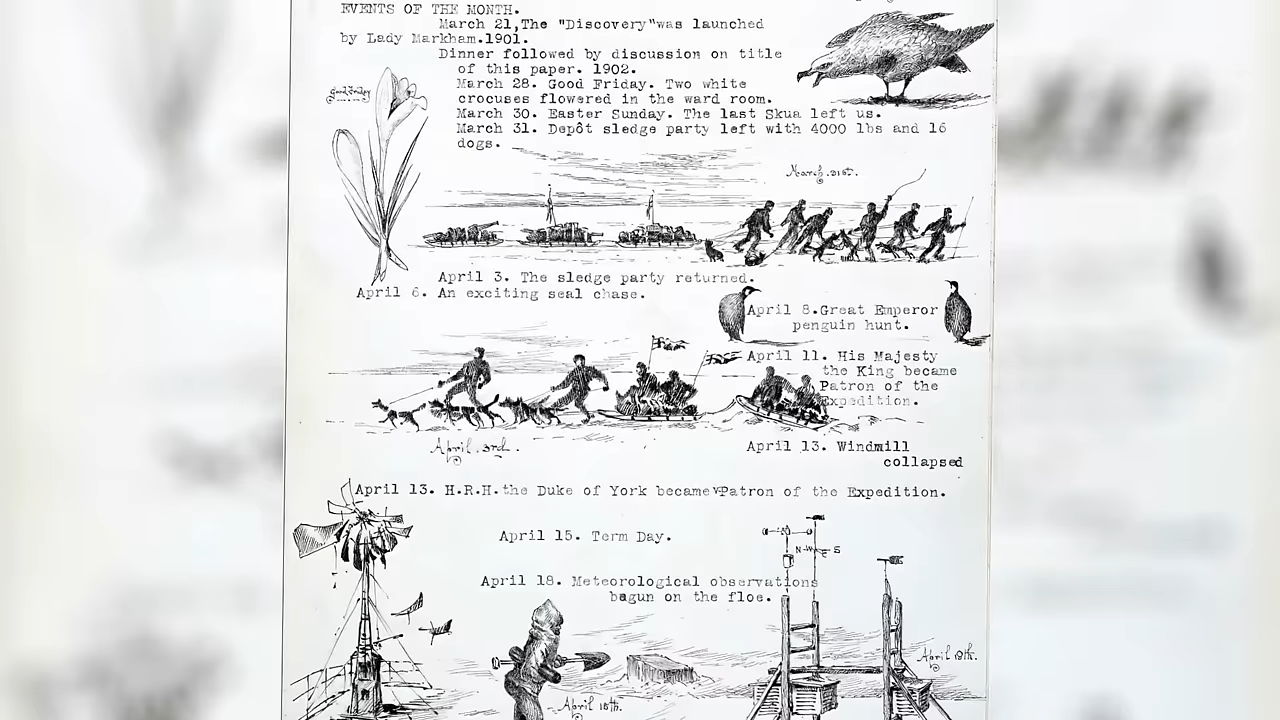 EVENTS OF THE MONTH.
March 21,The "Discovery"was launched
by Lady Markham.1901.
Dinner followed by discussion on title
of this paper. 1902.
Good Friday
March 28. Good Friday. Two white
crocuses flowered in the ward room.
March 30. Easter Sunday. The last Skua left us.
March 31. Depôt sledge party left with 4000 lbs and 16
dogs.
March.31st.
April 3. The sledge party returned.
April 6. An exciting seal chase.
April 8.Great Emperor
penguin hunt.
April 11. His Majesty
the King became
Patron of the
Expedition.
April.3rd.
April 13. Windmill
collapsed
April 13. H.R.H.the Duke of York became VPatron of the Expedition.
April 15. Term Day.
N-W S
April 18. Meteorological observations
begun on the floe.
April 18th.
April 18th.